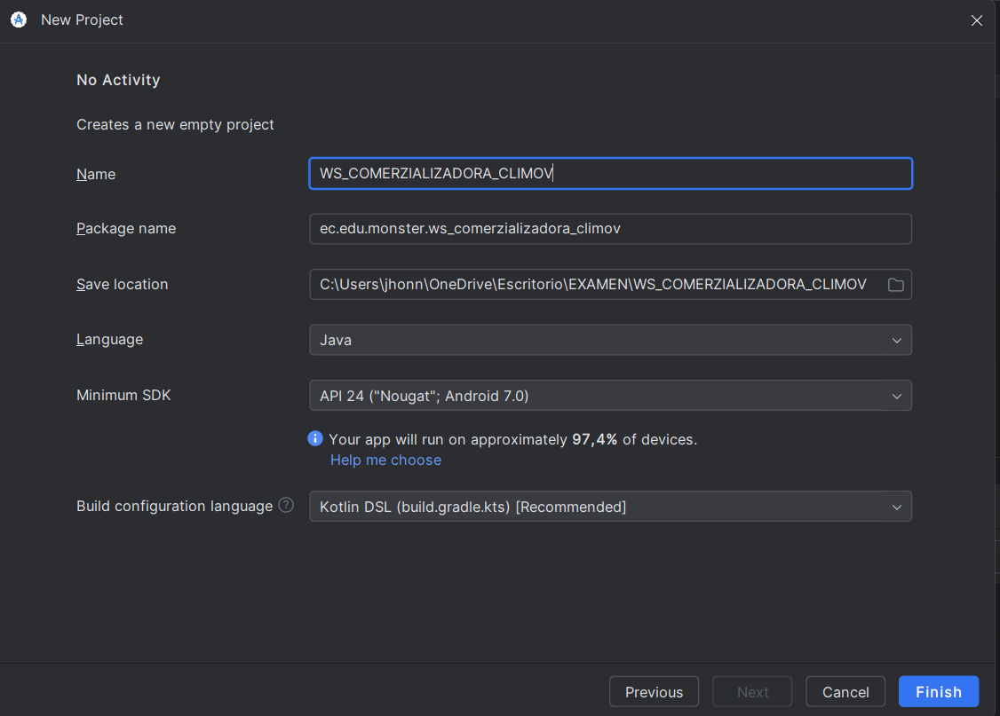 New Project
No Activity
Creates a new empty project
Name WS_COMERZIALIZADORA_CLIMOV
Package name ec.edu.monster.ws_comerzializadora_climov
Save location C:\Users\jhonn\OneDrive\Escritorio\EXAMEN\WS_COMERZIALIZADORA_CLIMOV
Language Java
Minimum SDK API 24 ("Nougat"; Android 7.0)
Your app will run on approximately 97,4% of devices.
Help me choose
Build configuration language ? Kotlin DSL (build.gradle.kts) [Recommended]
Previous Next Cancel Finish